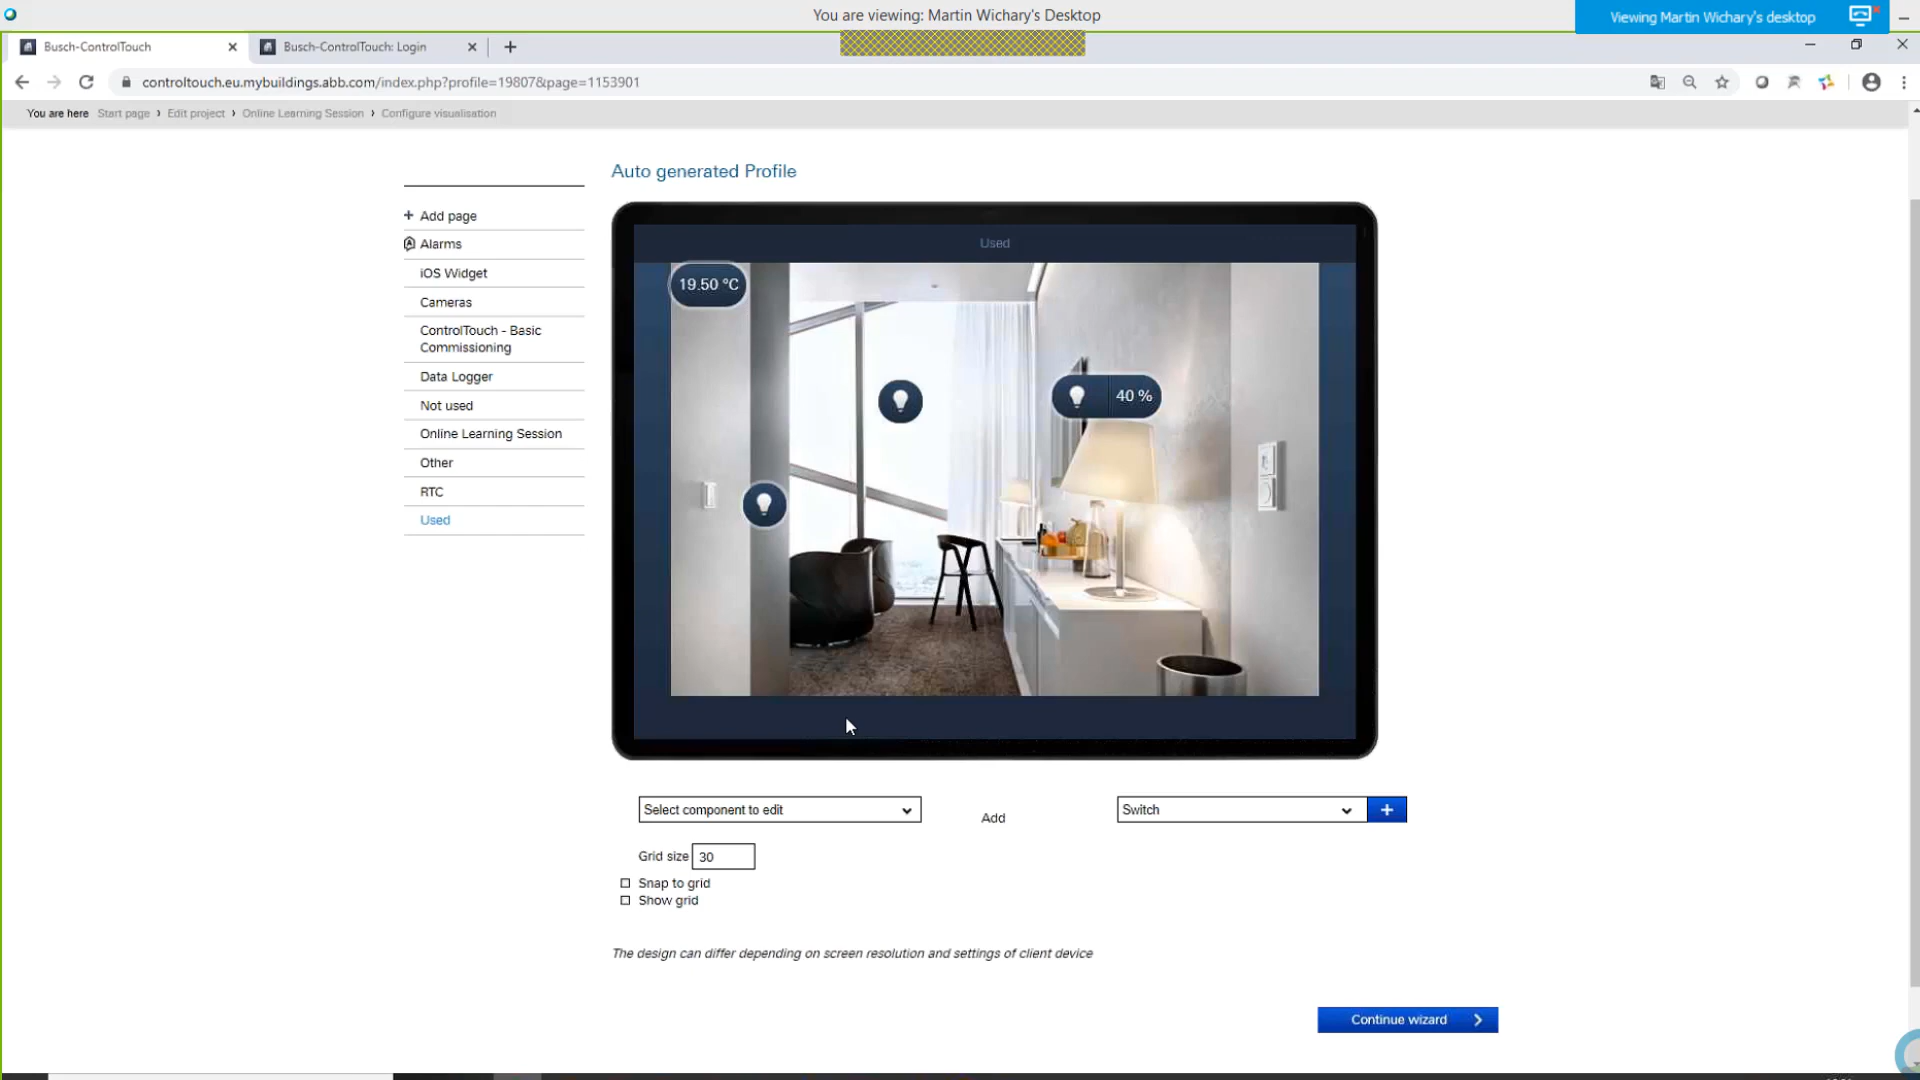 You are viewing: Martin Wichary's Desktop
Viewing Martin Wichary's desktop
Busch-ControlTouch
Busch-ControlTouch: Login
controltouch.eu.mybuildings.abb.com/index.php?profile=19807&page=1153901
You are here Start page › Edit project › Online Learning Session › Configure visualisation
Auto generated Profile
+ Add page
Alarms
iOS Widget
Cameras
ControlTouch - Basic
Commissioning
Data Logger
Not used
Online Learning Session
Other
RTC
Used
Used
19.50 °C
40 %
Select component to edit
Add
Switch
+
Grid size 30
Snap to grid
Show grid
The design can differ depending on screen resolution and settings of client device
Continue wizard